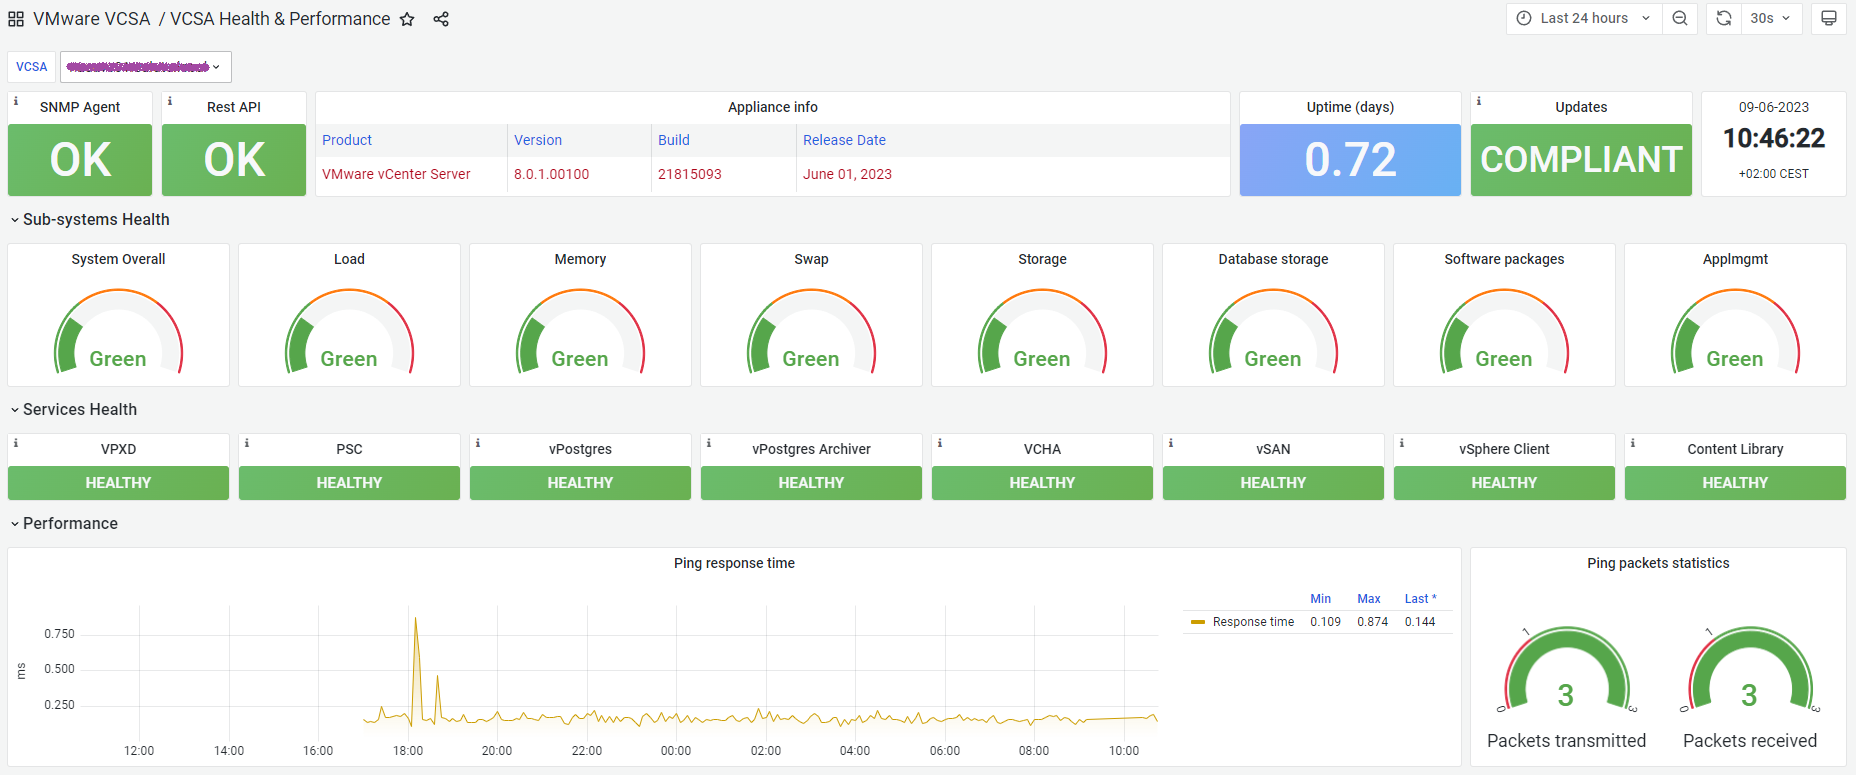 VMware VCSA / VCSA Health & Performance
Last 24 hours
30s
VCSA
SNMP Agent
OK
Rest API
OK
Appliance info
Product Version Build Release Date
VMware vCenter Server 8.0.1.00100 21815093 June 01, 2023
Uptime (days)
0.72
Updates
COMPLIANT
09-06-2023
10:46:22
+02:00 CEST
Sub-systems Health
System Overall
Green
Load
Green
Memory
Green
Swap
Green
Storage
Green
Database storage
Green
Software packages
Green
Applmgmt
Green
Services Health
VPXD
HEALTHY
PSC
HEALTHY
vPostgres
HEALTHY
vPostgres Archiver
HEALTHY
VCHA
HEALTHY
vSAN
HEALTHY
vSphere Client
HEALTHY
Content Library
HEALTHY
Performance
Ping response time
ms
0.750
0.500
0.250
12:00 14:00 16:00 18:00 20:00 22:00 00:00 02:00 04:00 06:00 08:00 10:00
Min Max Last *
Response time 0.109 0.874 0.144
Ping packets statistics
0 1 3
3
Packets transmitted
0 1 3
3
Packets received